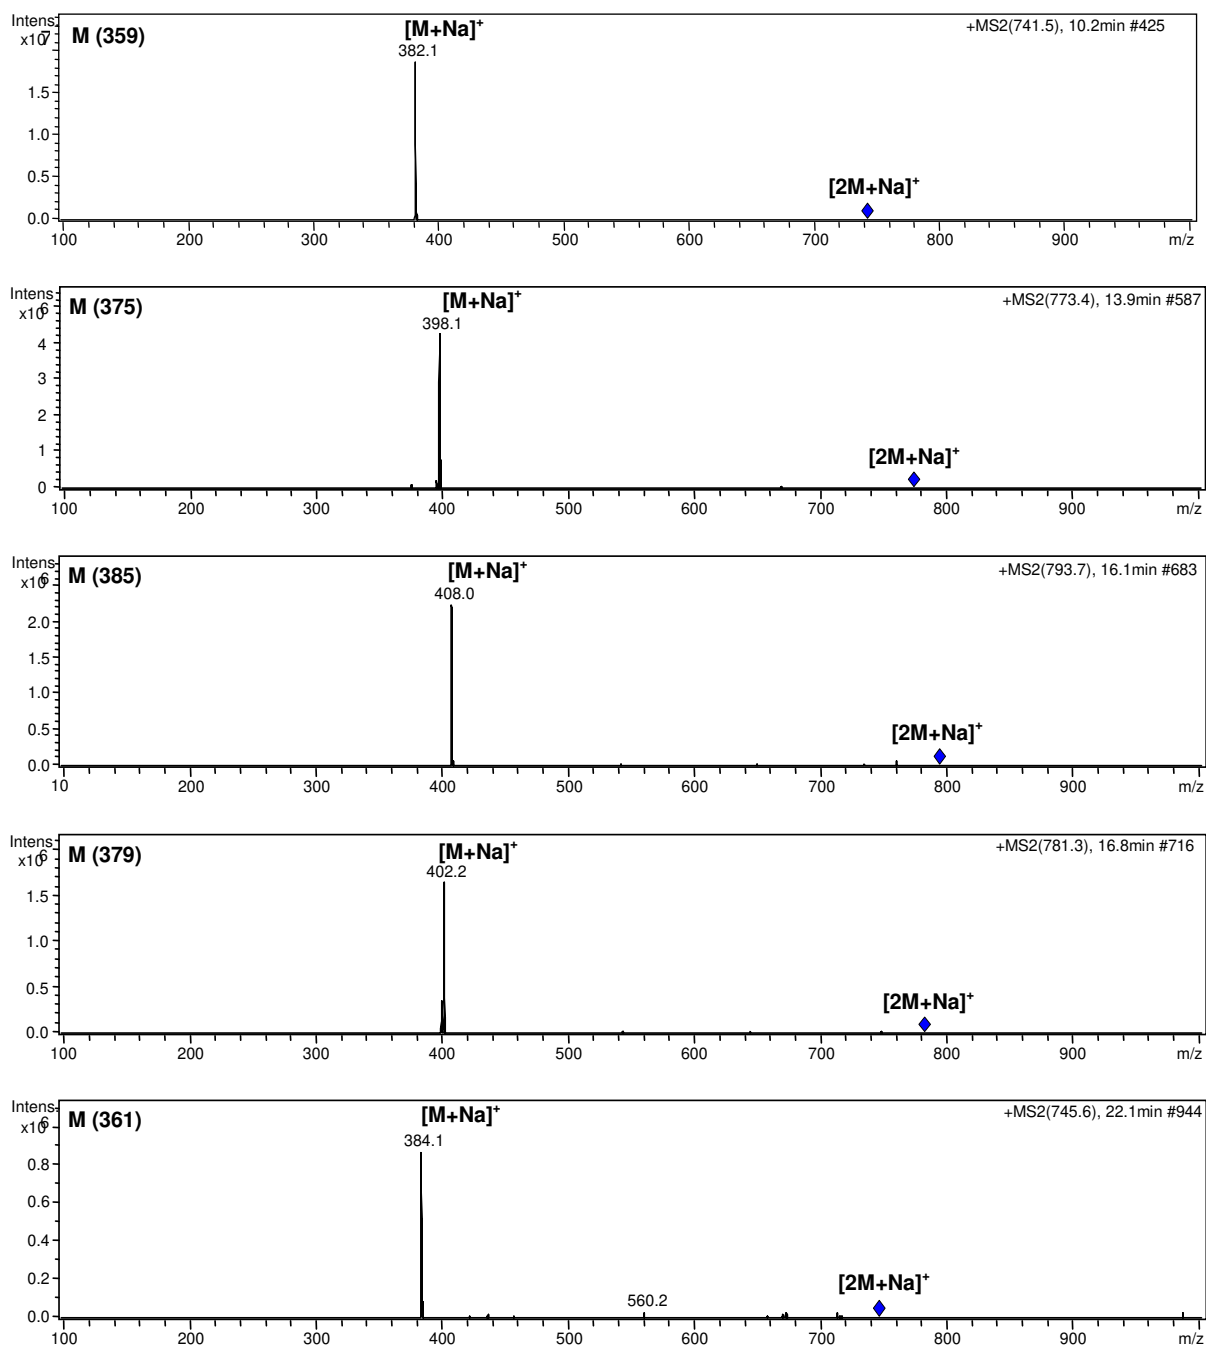 Intens.
x10^7
M (359)
[M+Na]+
+MS2(741.5), 10.2min #425
382.1
1.5
1.0
0.5
0.0
[2M+Na]+
100 200 300 400 500 600 700 800 900 m/z
Intens.
x10^6
M (375)
[M+Na]+
+MS2(773.4), 13.9min #587
398.1
4
3
2
1
0
[2M+Na]+
100 200 300 400 500 600 700 800 900 m/z
Intens.
x10^6
M (385)
[M+Na]+
+MS2(793.7), 16.1min #683
408.0
2.0
1.5
1.0
0.5
0.0
[2M+Na]+
100 200 300 400 500 600 700 800 900 m/z
Intens.
x10^6
M (379)
[M+Na]+
+MS2(781.3), 16.8min #716
402.2
1.5
1.0
0.5
0.0
[2M+Na]+
100 200 300 400 500 600 700 800 900 m/z
Intens.
x10^6
M (361)
[M+Na]+
+MS2(745.6), 22.1min #944
384.1
0.8
0.6
0.4
0.2
0.0
560.2
[2M+Na]+
100 200 300 400 500 600 700 800 900 m/z